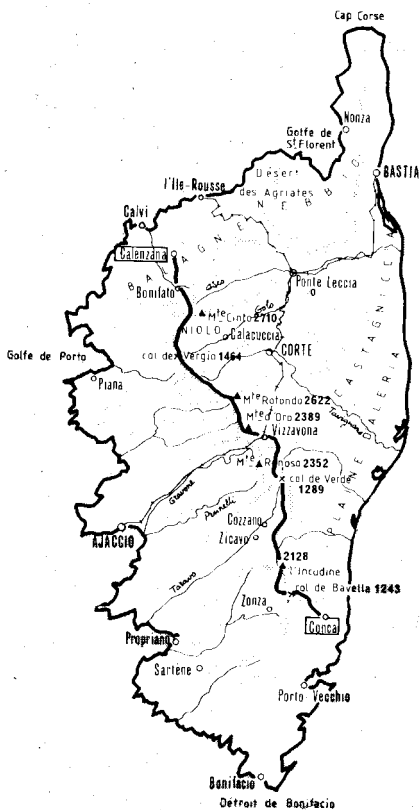 Cap Corse
Nonza
Golfe de
St Florent
BASTIA
Désert
des Agriates
NEBBIO
l'Ile-Rousse
Calvi
Calenzana
BALAGNE
Bonifato
Asco
Ponte Leccia
Mte Cinto 2710
Golo
NIOLO
Calacuccia
CASTAGNICCIA
CORTE
col de Vergio 1464
Golfe de Porto
Piana
Mte Rotondo 2622
Mte d'Oro 2389
Tavignano
Vizzavona
PLAINE
ALERIA
Mte Renoso 2352
col de Verde
1289
Gravone
Prunelli
AJACCIO
Cozzano
Zicavo
2128
l'Incudine
Taravo
col de Bavella 1243
Zonza
Conca
Propriano
Sartène
Porto-Vecchio
Bonifacio
Détroit de Bonifacio